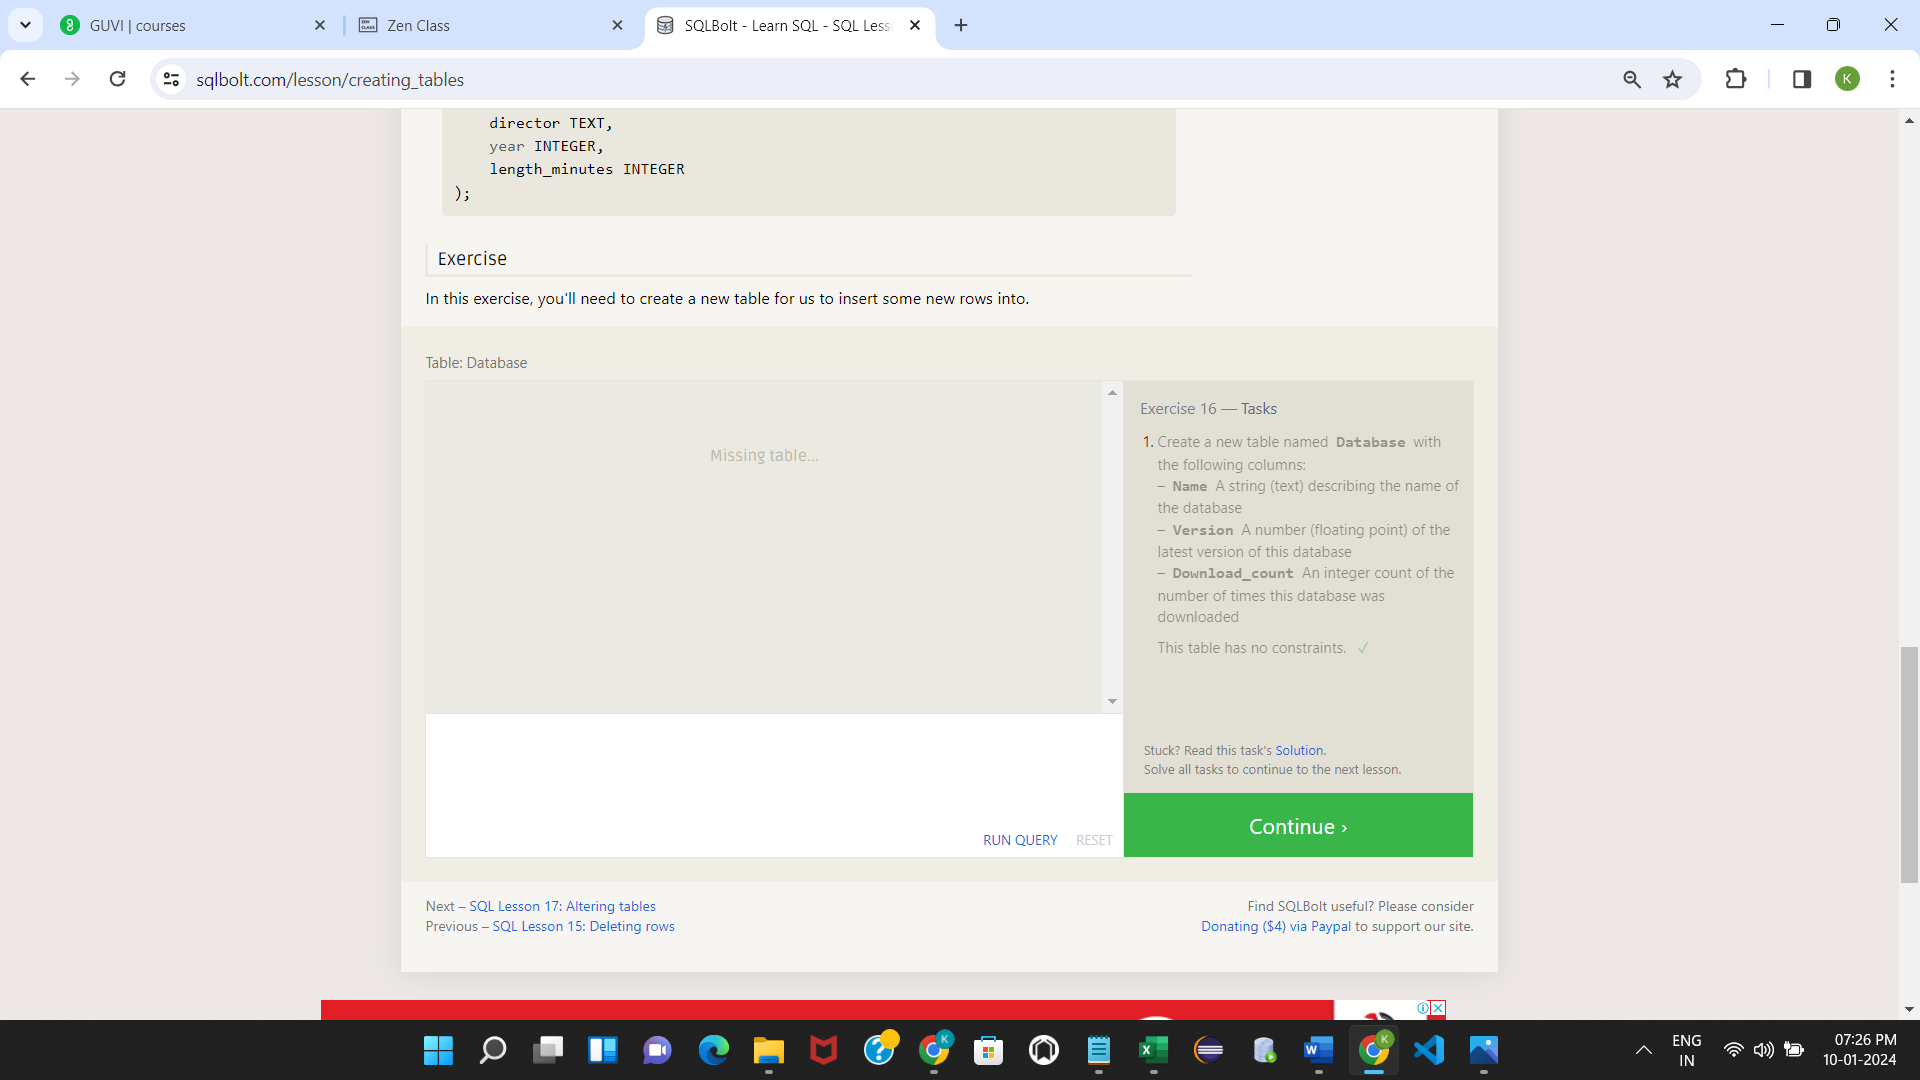 GUVI | courses
Zen Class
SQLBolt - Learn SQL - SQL Less
sqlbolt.com/lesson/creating_tables
K
director TEXT,
year INTEGER,
length_minutes INTEGER
);
Exercise
In this exercise, you'll need to create a new table for us to insert some new rows into.
Table: Database
Missing table...
Exercise 16 — Tasks
1. Create a new table named Database with
the following columns:
– Name A string (text) describing the name of
the database
– Version A number (floating point) of the
latest version of this database
– Download_count An integer count of the
number of times this database was
downloaded
This table has no constraints. ✓
Stuck? Read this task's Solution.
Solve all tasks to continue to the next lesson.
RUN QUERY RESET
Continue ›
Next – SQL Lesson 17: Altering tables
Previous – SQL Lesson 15: Deleting rows
Find SQLBolt useful? Please consider
Donating ($4) via Paypal to support our site.
ENG
IN
07:26 PM
10-01-2024